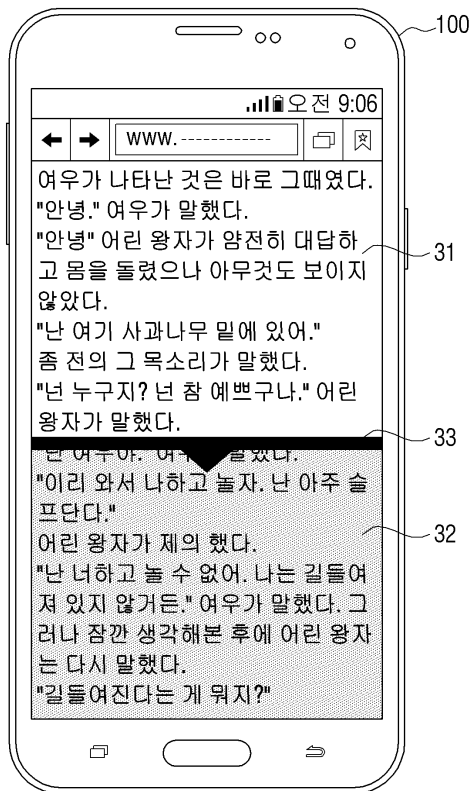 100
오전 9:06
WWW. ------------
여우가 나타난 것은 바로 그때였다.
"안녕." 여우가 말했다.
"안녕" 어린 왕자가 얌전히 대답하
고 몸을 돌렸으나 아무것도 보이지
않았다.
31
"난 여기 사과나무 밑에 있어."
좀 전의 그 목소리가 말했다.
"넌 누구지? 넌 참 예쁘구나." 어린
왕자가 말했다.
33
"이리 와서 나하고 놀자. 난 아주 슬
프단다."
32
어린 왕자가 제의 했다.
"난 너하고 놀 수 없어. 나는 길들여
져 있지 않거든." 여우가 말했다. 그
러나 잠깐 생각해본 후에 어린 왕자
는 다시 말했다.
"길들여진다는 게 뭐지?"